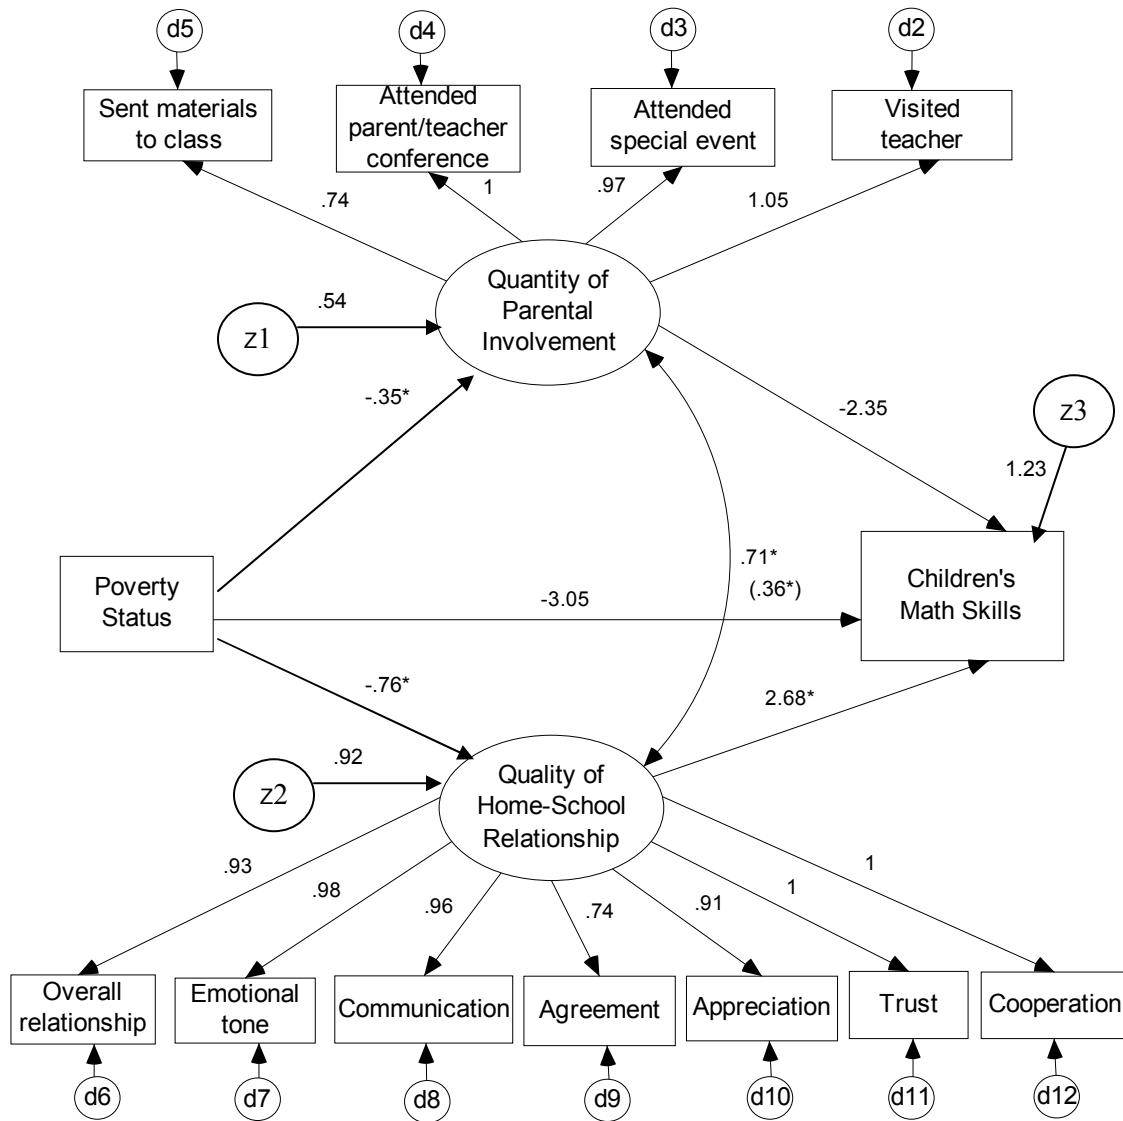 d5
d4
d3
d2
Sent materials
to class
Attended
parent/teacher
conference
Attended
special event
Visited
teacher
.74
1
.97
1.05
Quantity of
Parental
Involvement
.54
z1
-.35*
-2.35
z3
1.23
Poverty
Status
-3.05
.71*
(.36*)
Children's
Math Skills
-.76*
2.68*
.92
z2
Quality of
Home-School
Relationship
.93
.98
.96
.74
.91
1
1
Overall
relationship
Emotional
tone
Communication
Agreement
Appreciation
Trust
Cooperation
d6
d7
d8
d9
d10
d11
d12